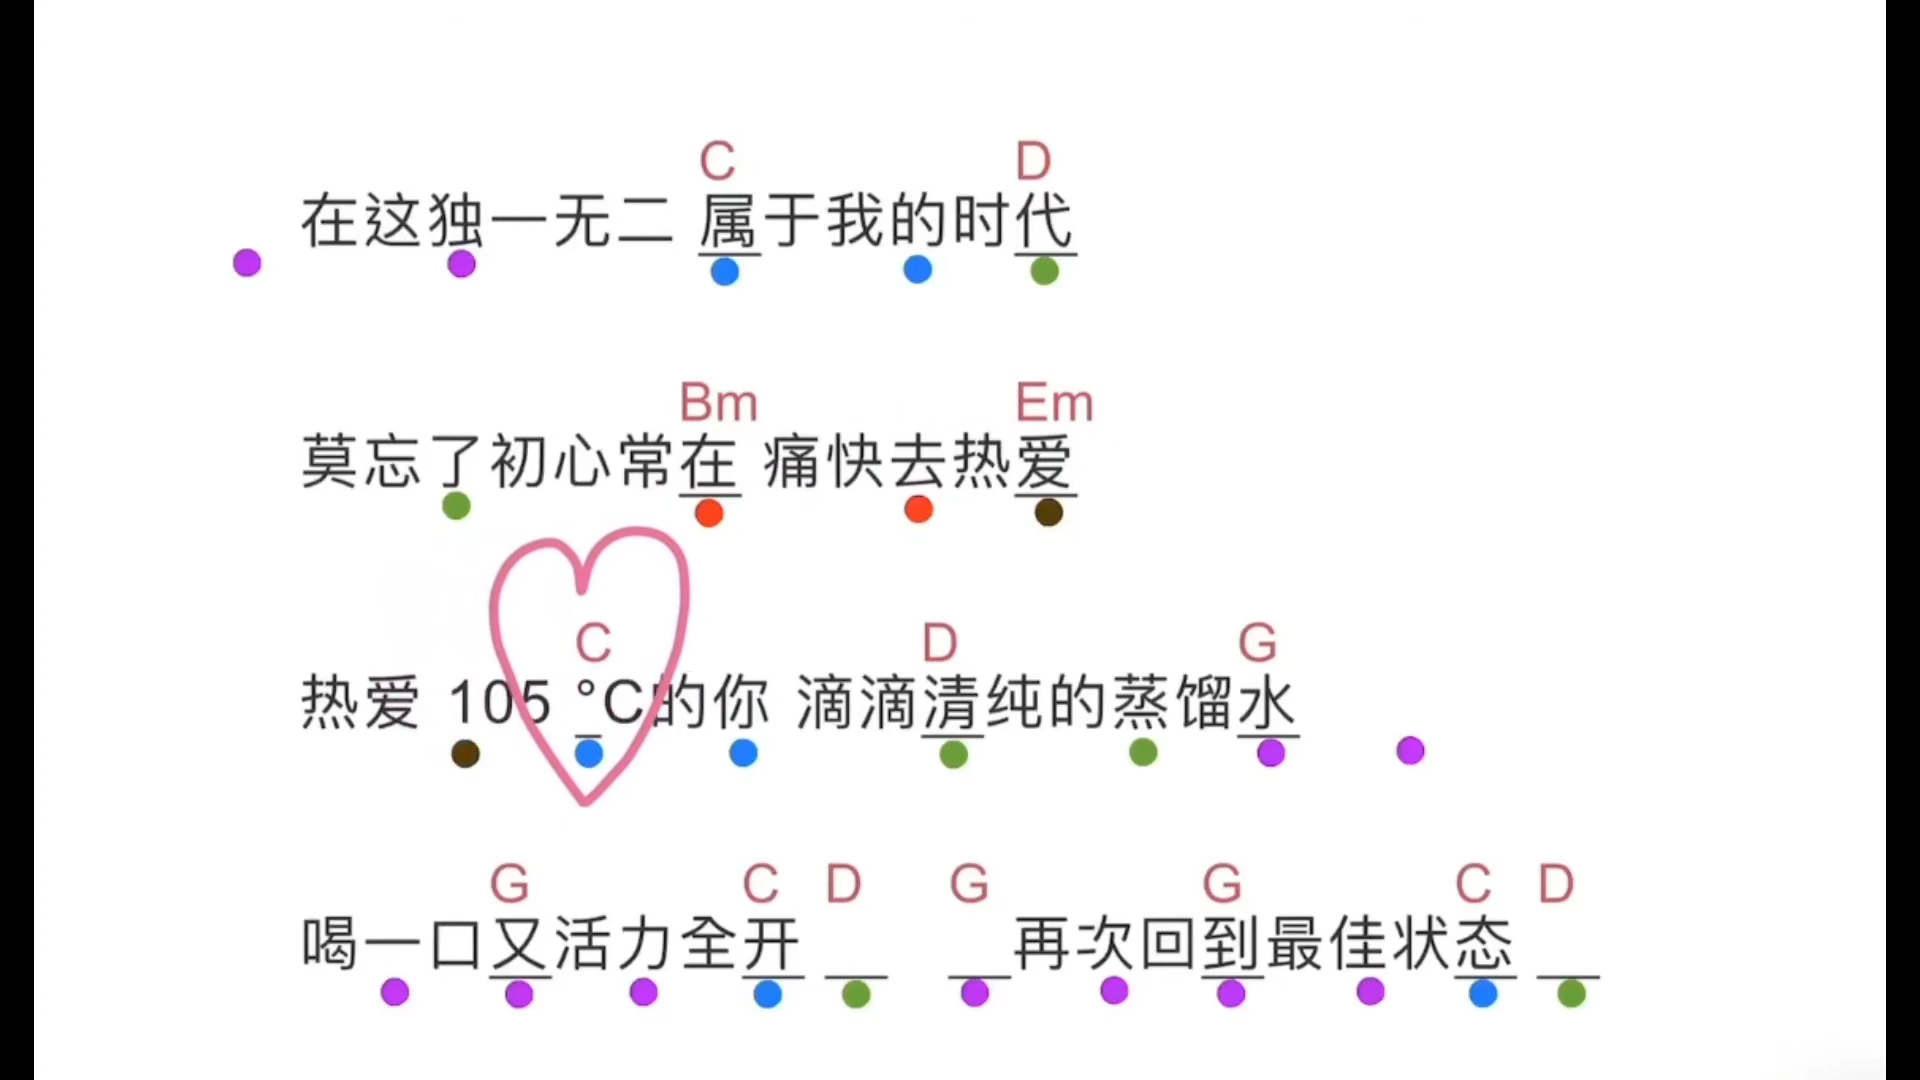 C D
在这独一无二 属于我的时代
Bm Em
莫忘了初心常在 痛快去热爱
C D G
热爱 105 °C的你 滴滴清纯的蒸馏水
G C D G G C D
喝一口又活力全开 再次回到最佳状态